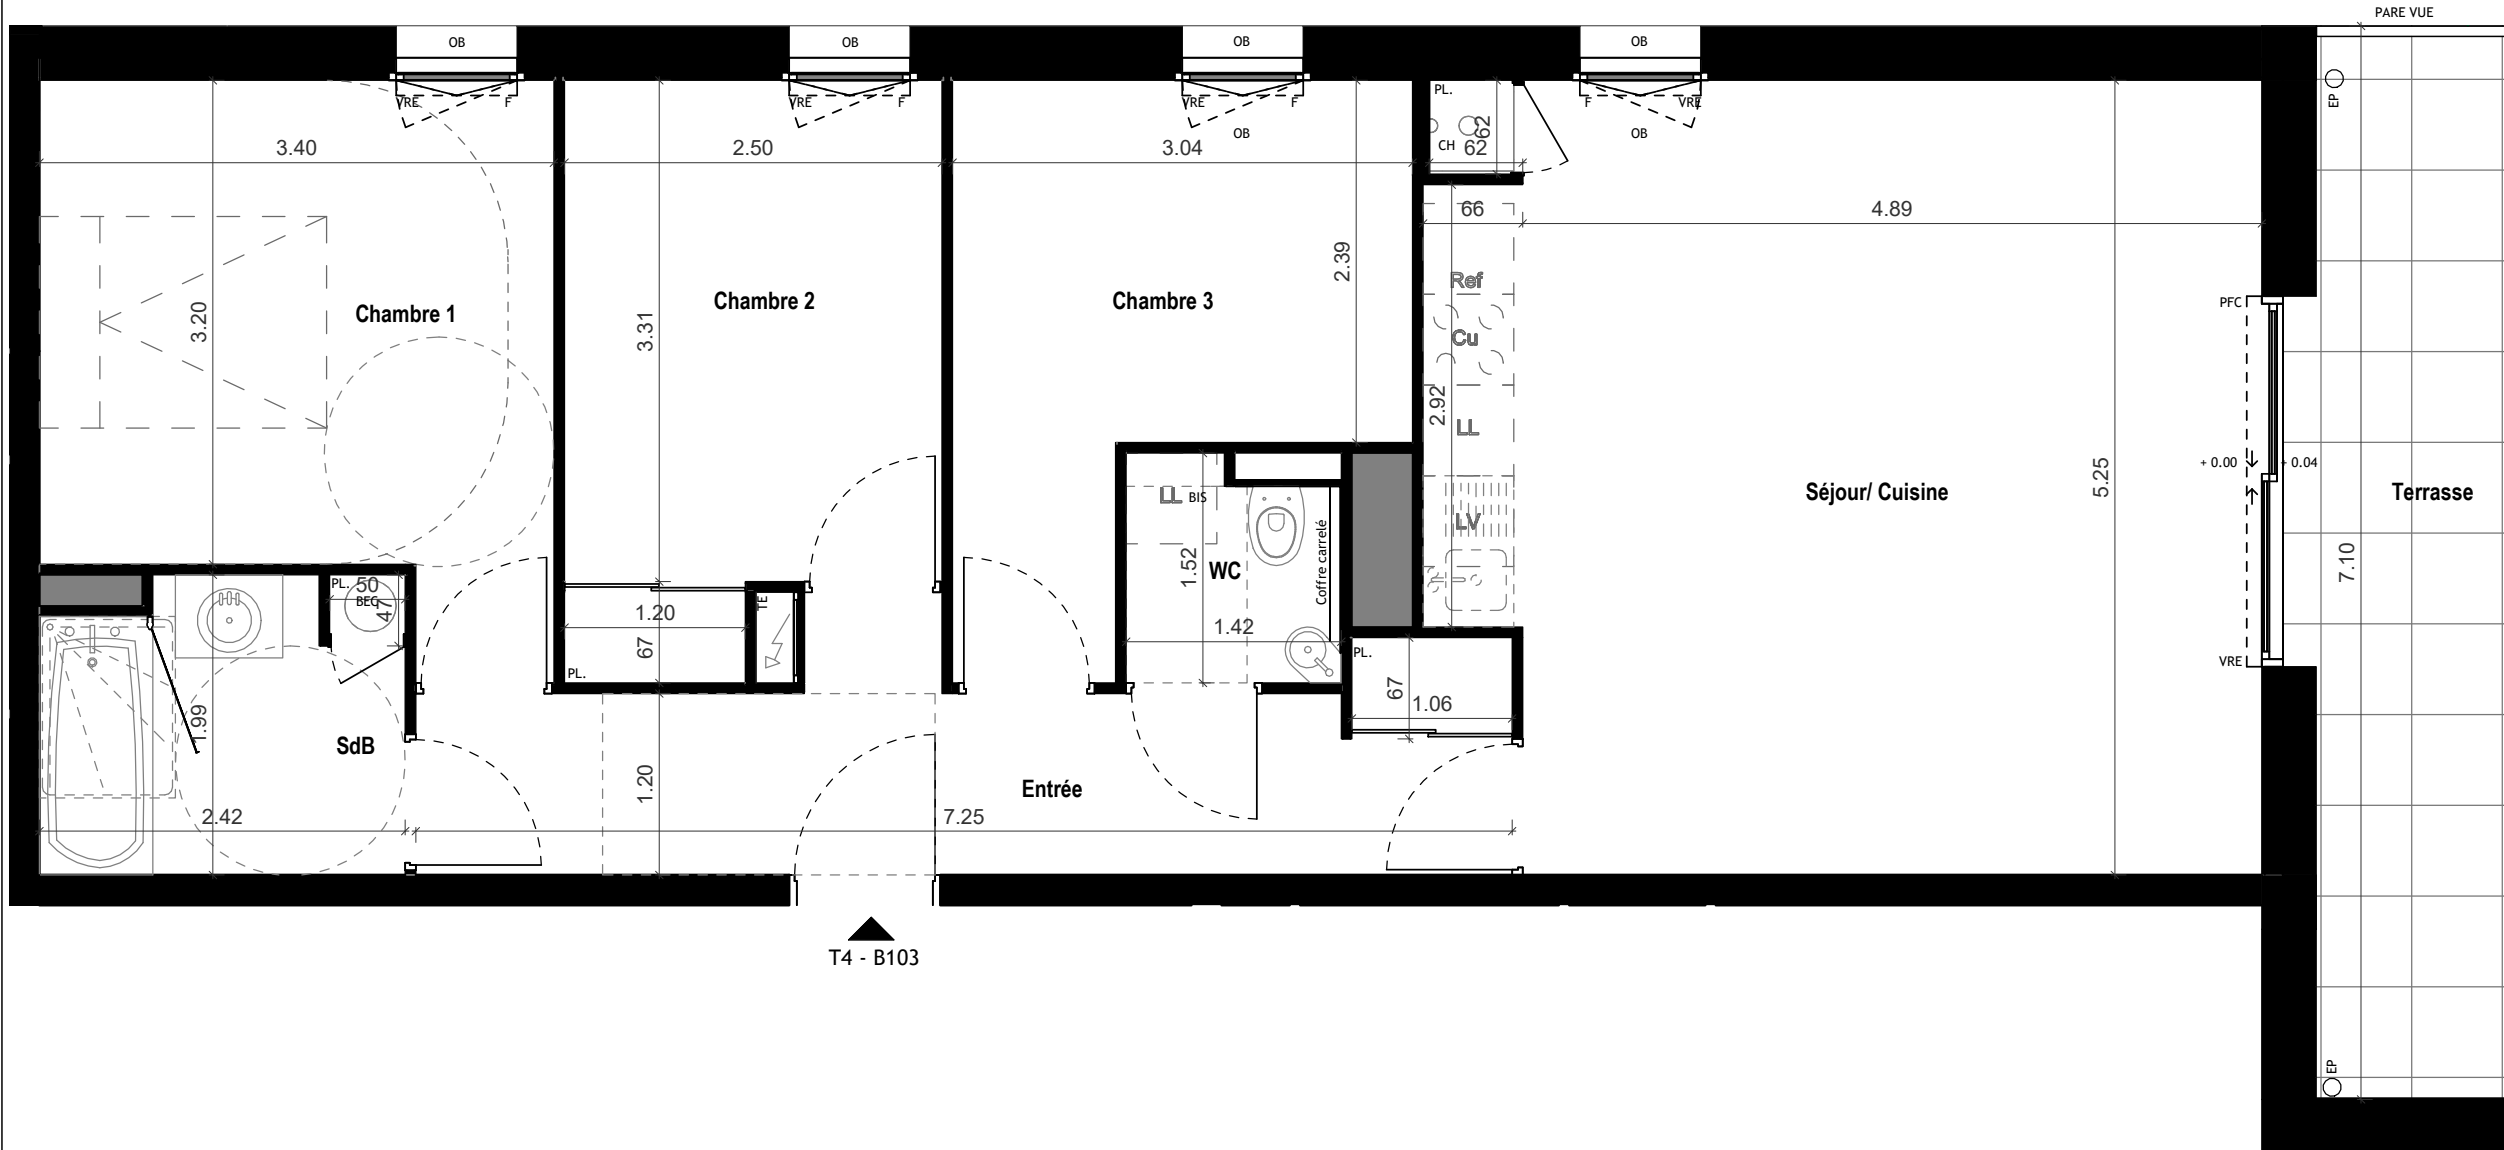 PARE VUE
OB
OB
OB
OB
VRE
F
VRE
F
VRE
F
F
VRE
OB
OB
PL.
CH
62
62
EP
3.40
2.50
3.04
66
4.89
2.39
3.20
3.31
Chambre 1
Chambre 2
Chambre 3
Ref
Cu
2.92
LL
LV
PFC
+ 0.00
+ 0.04
5.25
Séjour/ Cuisine
Terrasse
7.10
LL BIS
1.52
WC
Coffre carrelé
1.42
PL.
50
BEC
47
1.20
67
PL.
TE
PL.
67
1.06
VRE
1.99
SdB
2.42
1.20
Entrée
7.25
T4 - B103
EP